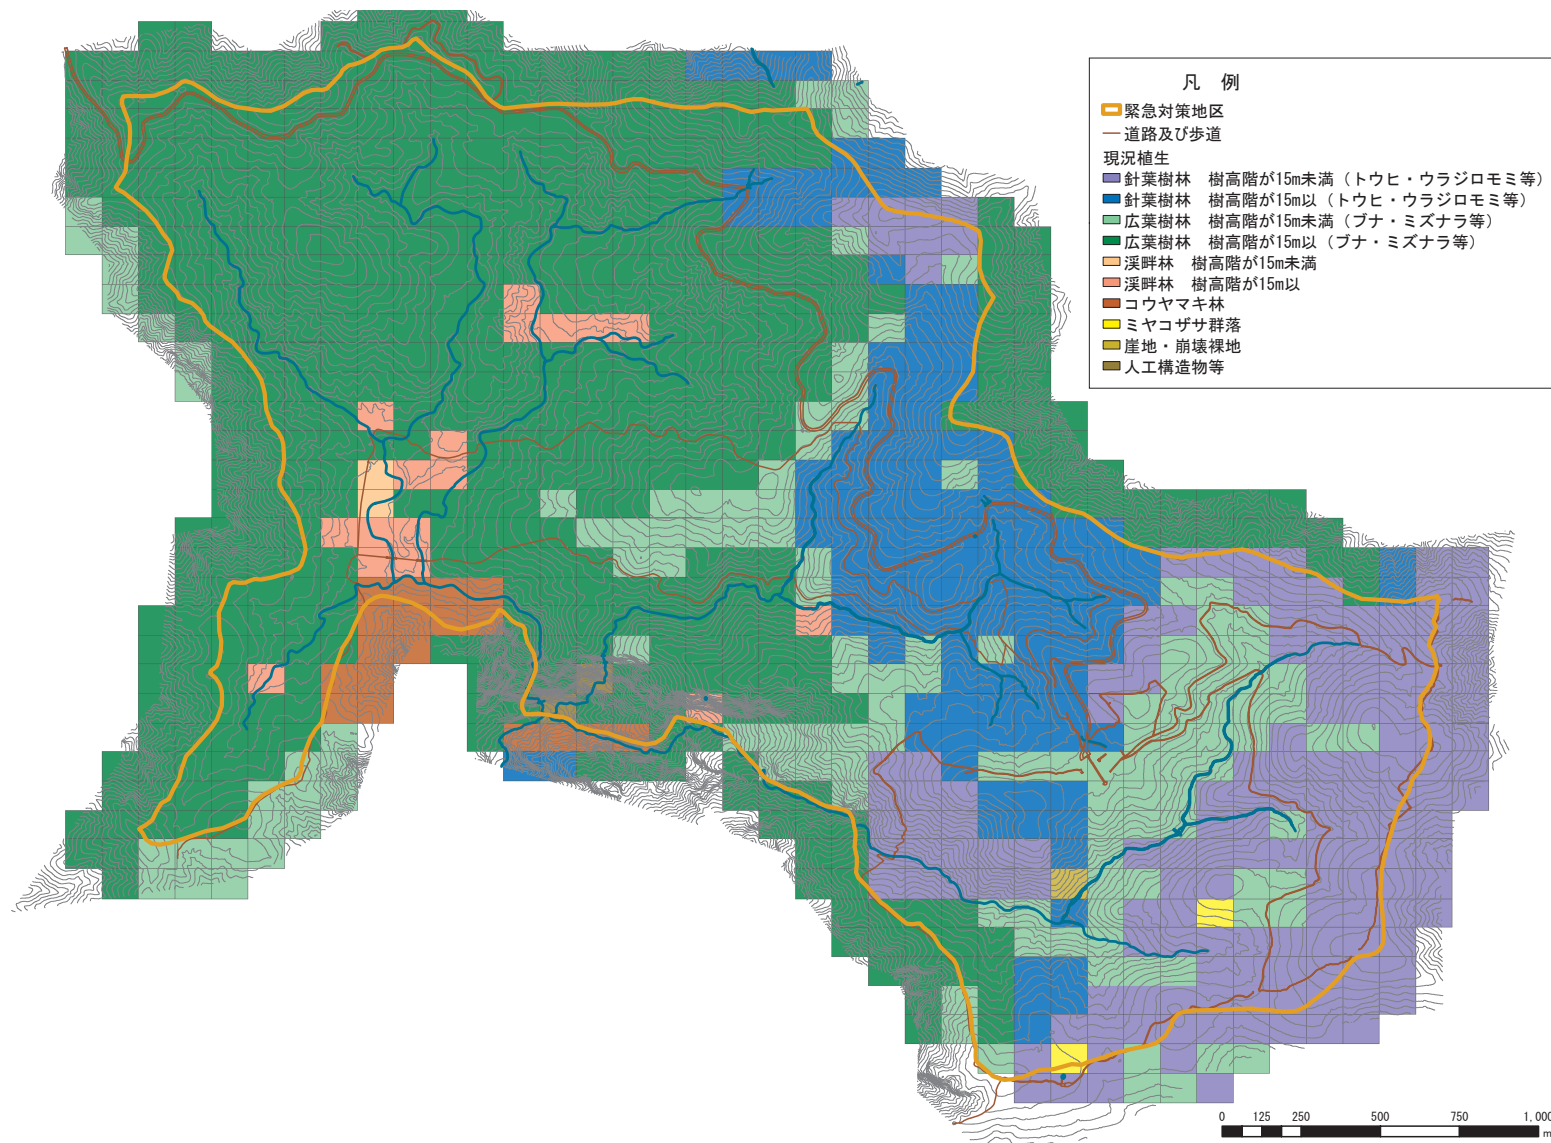 凡 例
緊急対策地区
道路及び歩道
現況植生
針葉樹林 樹高階が15m未満（トウヒ・ウラジロモミ等）
針葉樹林 樹高階が15m以（トウヒ・ウラジロモミ等）
広葉樹林 樹高階が15m未満（ブナ・ミズナラ等）
広葉樹林 樹高階が15m以（ブナ・ミズナラ等）
渓畔林 樹高階が15m未満
渓畔林 樹高階が15m以
コウヤマキ林
ミヤコザサ群落
崖地・崩壊裸地
人工構造物等
0 125 250 500 750 1,000
m